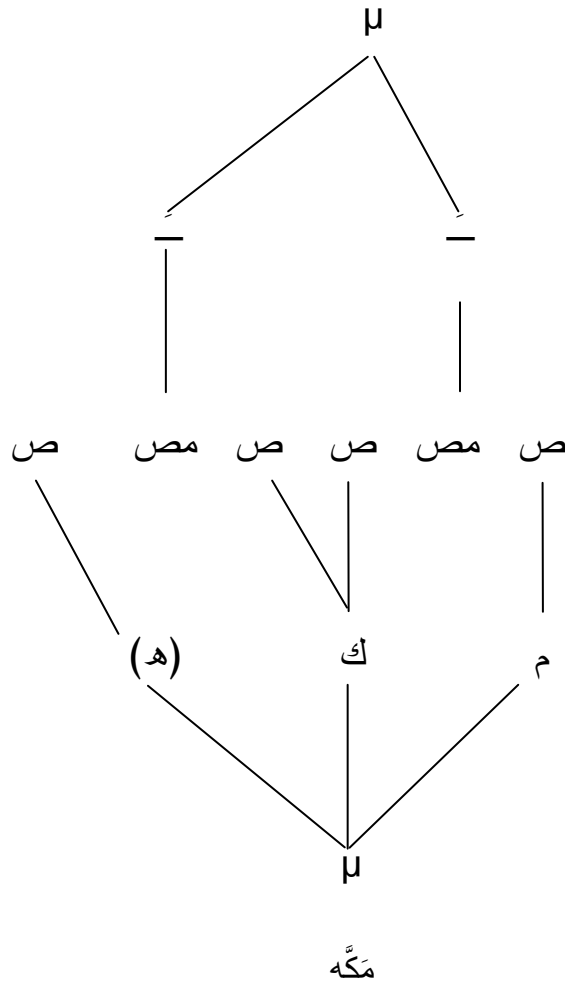 μ
ـَ ـَ
ص مص ص ص مص ص
م ك (ه)
μ
مَكَّه